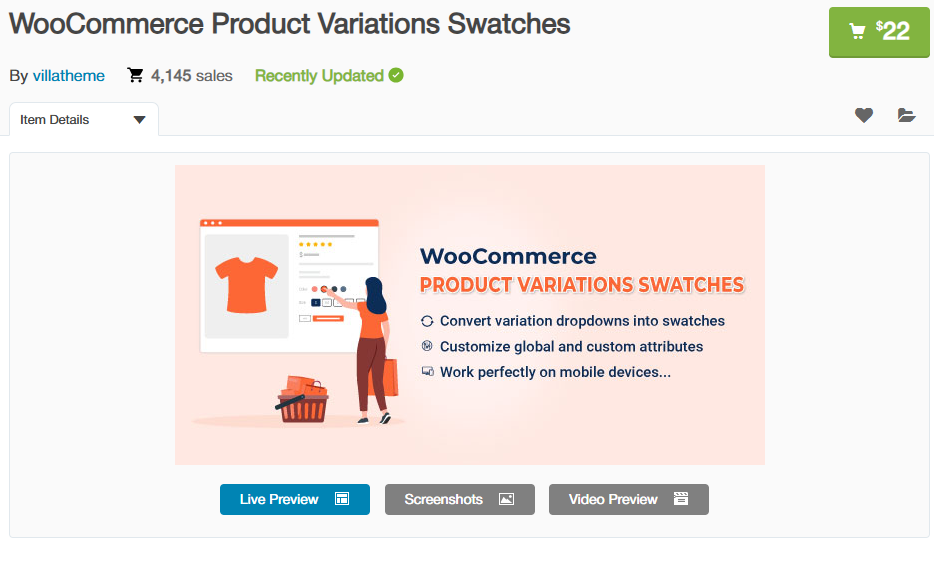 WooCommerce Product Variations Swatches
$22
By villatheme 4,145 sales Recently Updated
Item Details
WooCommerce
PRODUCT VARIATIONS SWATCHES
Convert variation dropdowns into swatches
Customize global and custom attributes
Work perfectly on mobile devices...
Live Preview
Screenshots
Video Preview